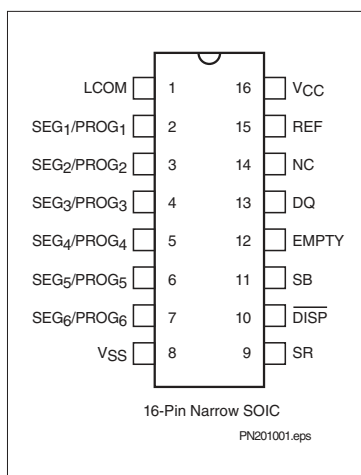 LCOM 1 16 VCC
SEG1/PROG1 2 15 REF
SEG2/PROG2 3 14 NC
SEG3/PROG3 4 13 DQ
SEG4/PROG4 5 12 EMPTY
SEG5/PROG5 6 11 SB
SEG6/PROG6 7 10 D̅I̅S̅P̅
VSS 8 9 SR
16-Pin Narrow SOIC
PN201001.eps